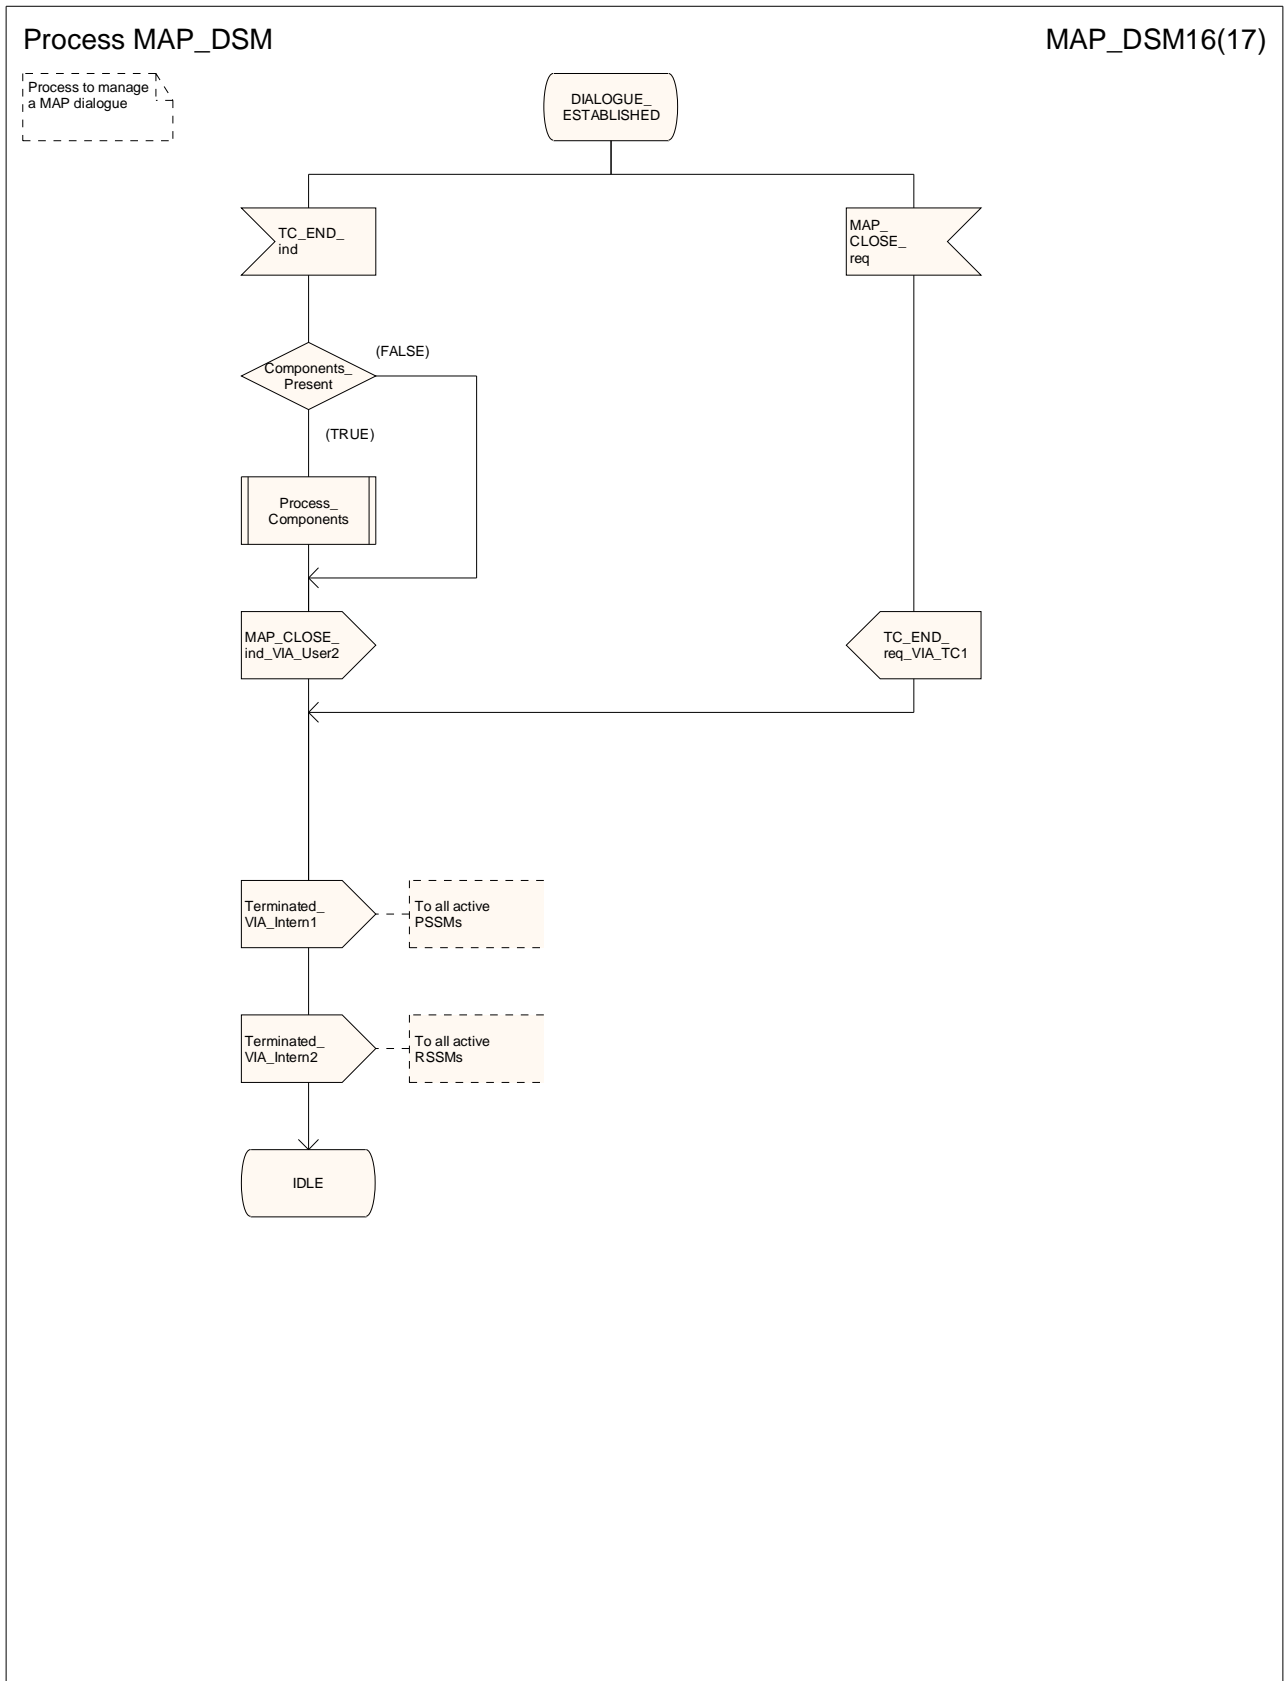 Process MAP_DSM
MAP_DSM16(17)
Process to manage
a MAP dialogue
DIALOGUE_
ESTABLISHED
TC_END_
ind
MAP_
CLOSE_
req
(FALSE)
Components_
Present
(TRUE)
Process_
Components
MAP_CLOSE_
ind_VIA_User2
TC_END_
req_VIA_TC1
Terminated_
VIA_Intern1
To all active
PSSMs
Terminated_
VIA_Intern2
To all active
RSSMs
IDLE